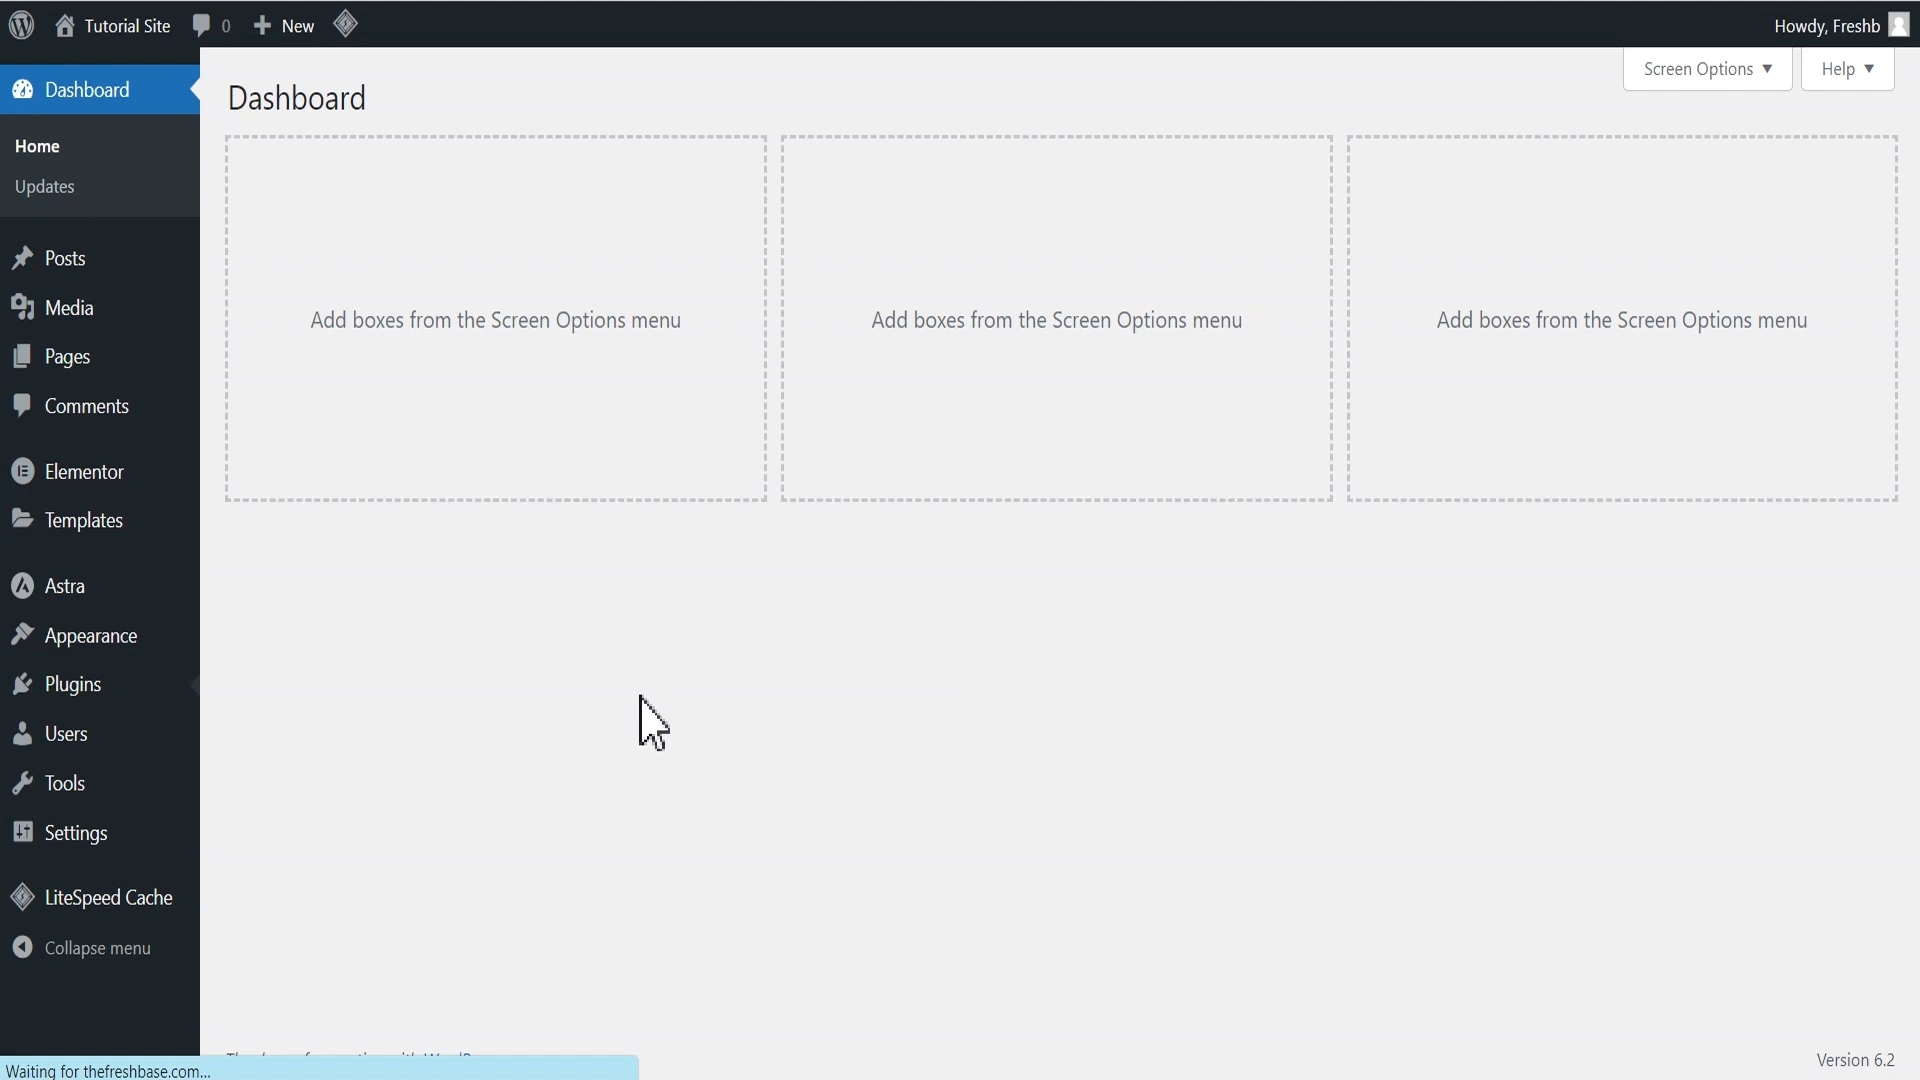 Tutorial Site
0
New
Howdy, Freshb
Screen Options
Help
Dashboard
Home
Updates
Posts
Media
Pages
Comments
Elementor
Templates
Astra
Appearance
Plugins
Users
Tools
Settings
LiteSpeed Cache
Collapse menu
Dashboard
Add boxes from the Screen Options menu
Add boxes from the Screen Options menu
Add boxes from the Screen Options menu
Version 6.2
Waiting for thefreshbase.com...